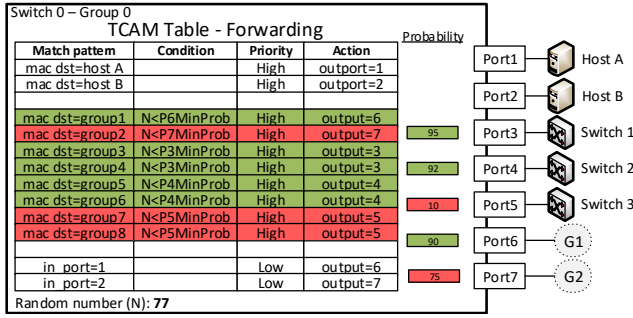 Switch 0 – Group 0
TCAM Table - Forwarding
Probability
Match pattern Condition Priority Action
mac dst=host A High outport=1
mac dst=host B High outport=2
mac dst=group1 N<P6MinProb High output=6
mac dst=group2 N<P7MinProb High output=7
mac dst=group3 N<P3MinProb High output=3
mac dst=group4 N<P3MinProb High output=3
mac dst=group5 N<P4MinProb High output=4
mac dst=group6 N<P4MinProb High output=4
mac dst=group7 N<P5MinProb High output=5
mac dst=group8 N<P5MinProb High output=5
in port=1 Low output=6
in port=2 Low output=7
Random number (N): 77
Port1 Host A
Port2 Host B
95 Port3 Switch 1
92 Port4 Switch 2
10 Port5 Switch 3
90 Port6 G1
75 Port7 G2